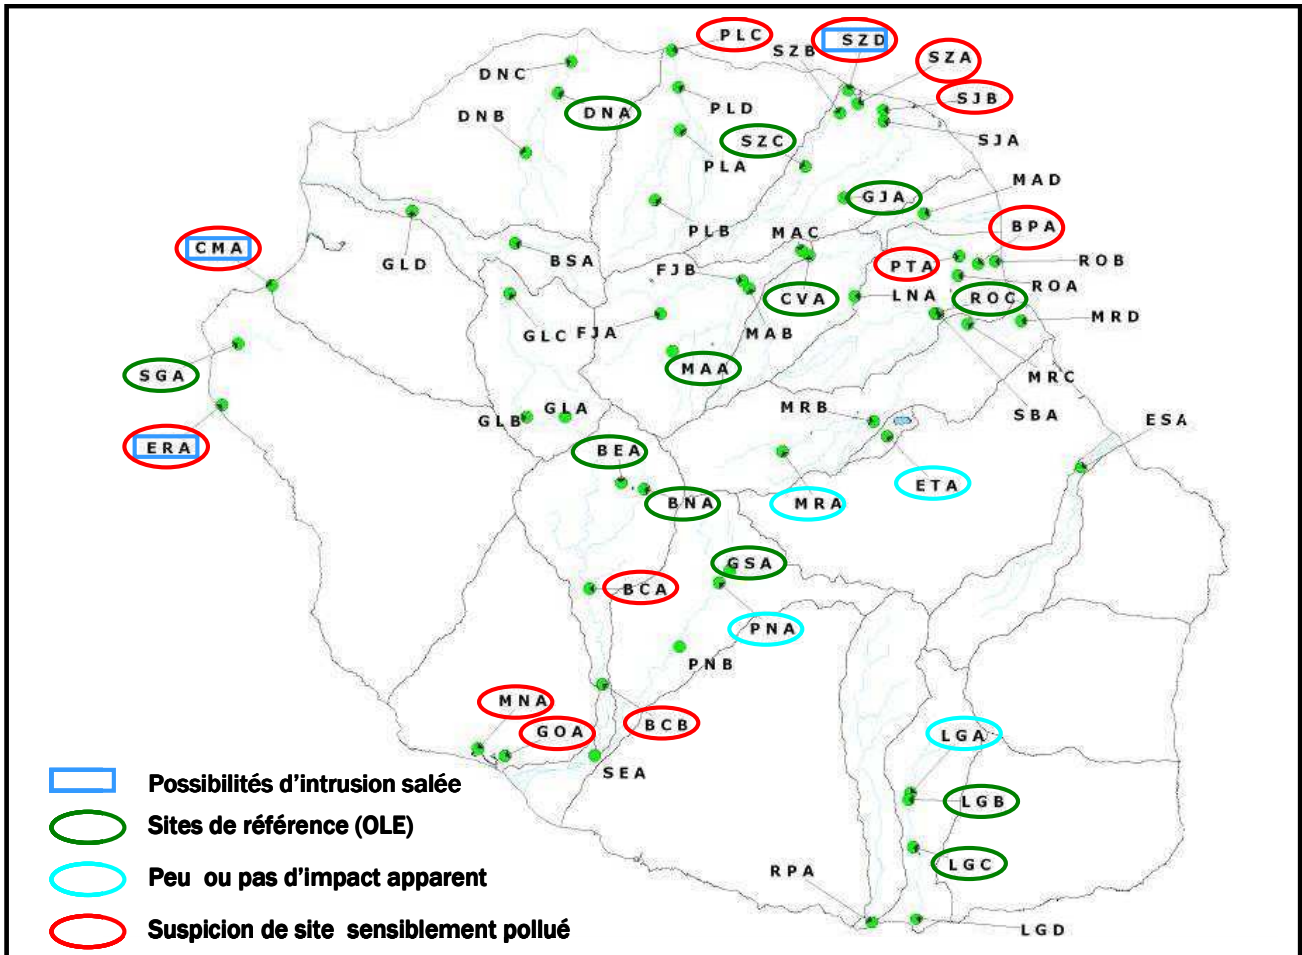 PLC
SZD
SZB
SZA
DNC
SJB
DNA
PLD
DNB
SZC
SJA
PLA
MAD
GJA
PLB
BPA
MAC
CMA
GLD
BSA
FJB
PTA
ROB
ROA
CVA
LNA
ROC
MRD
GLC
FJA
MAB
SGA
MAA
MRC
GLA
MRB
SBA
GLB
ESA
ERA
BEA
ETA
BNA
MRA
GSA
BCA
PNA
PNB
MNA
GOA
BCB
LGA
SEA
LGB
LGC
RPA
LGD
Possibilités d'intrusion salée
Sites de référence (OLE)
Peu ou pas d'impact apparent
Suspicion de site sensiblement pollué